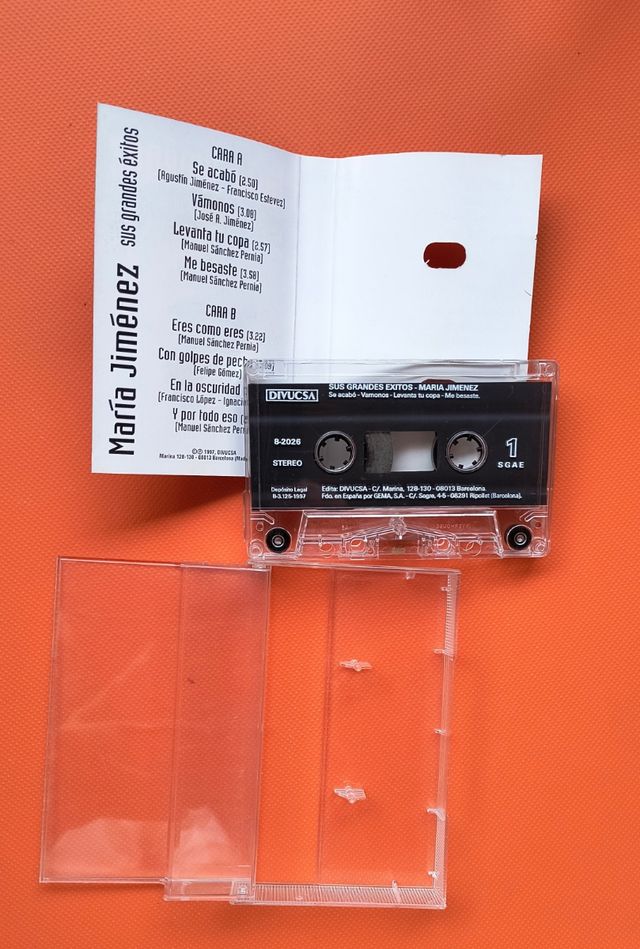 María Jiménez sus grandes éxitos
CARA A
Se acabó (2.50)
(Agustín Jiménez - Francisco Estevez)
Vámonos (3.08)
(José A. Jiménez)
Levanta tu copa (2.57)
(Manuel Sánchez Pernia)
Me besaste (3.58)
(Manuel Sánchez Pernia)
CARA B
Eres como eres (3.22)
(Manuel Sánchez Pernia)
Con golpes de
(Felipe Gómez)
En la oscuridad
(Francisco López -
Y por todo eso
(Manuel Sánchez
©℗ 1997, DIVUCSA
Marina 128-130 - 08013 Barcelona
DIVUCSA
SUS GRANDES EXITOS - MARIA JIMENEZ
Se acabó - Vamonos - Levanta tu copa - Me besaste.
8-2026
STEREO
1
SGAE
Depósito Legal
B-3.125-1997
Edita: DIVUCSA - C/. Marina, 128-130 - 08013 Barcelona
Fdo. en España por GEMA, S.A. - C/. Segre, 4-5 - 08291 Ripollet (Barcelona).